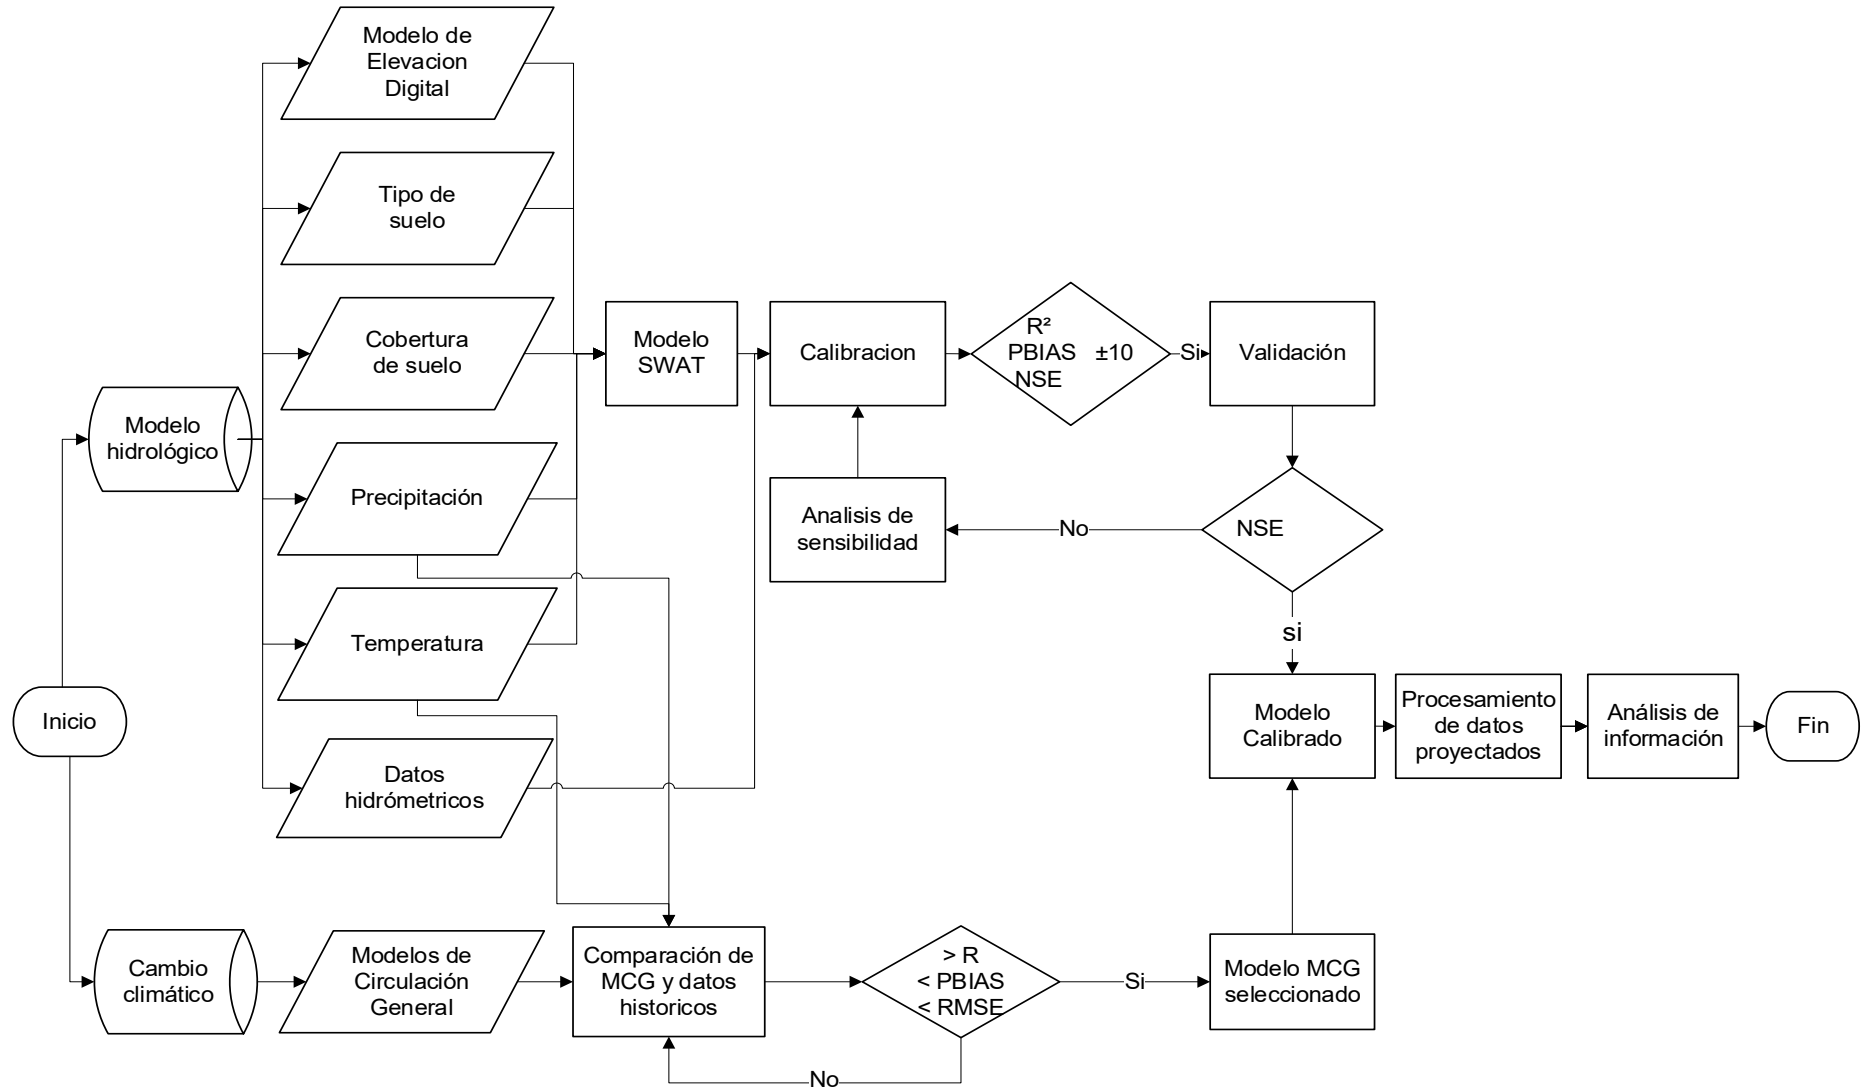 Modelo de
Elevacion
Digital
Tipo de
suelo
Cobertura
de suelo
Modelo
SWAT
Calibracion
R²
PBIAS ±10
NSE
Si
Validación
Modelo
hidrológico
Precipitación
Analisis de
sensibilidad
No
NSE
si
Temperatura
Inicio
Datos
hidrómetricos
Modelo
Calibrado
Procesamiento
de datos
proyectados
Análisis de
información
Fin
Cambio
climático
Modelos de
Circulación
General
Comparación de
MCG y datos
historicos
> R
< PBIAS
< RMSE
Si
Modelo MCG
seleccionado
No